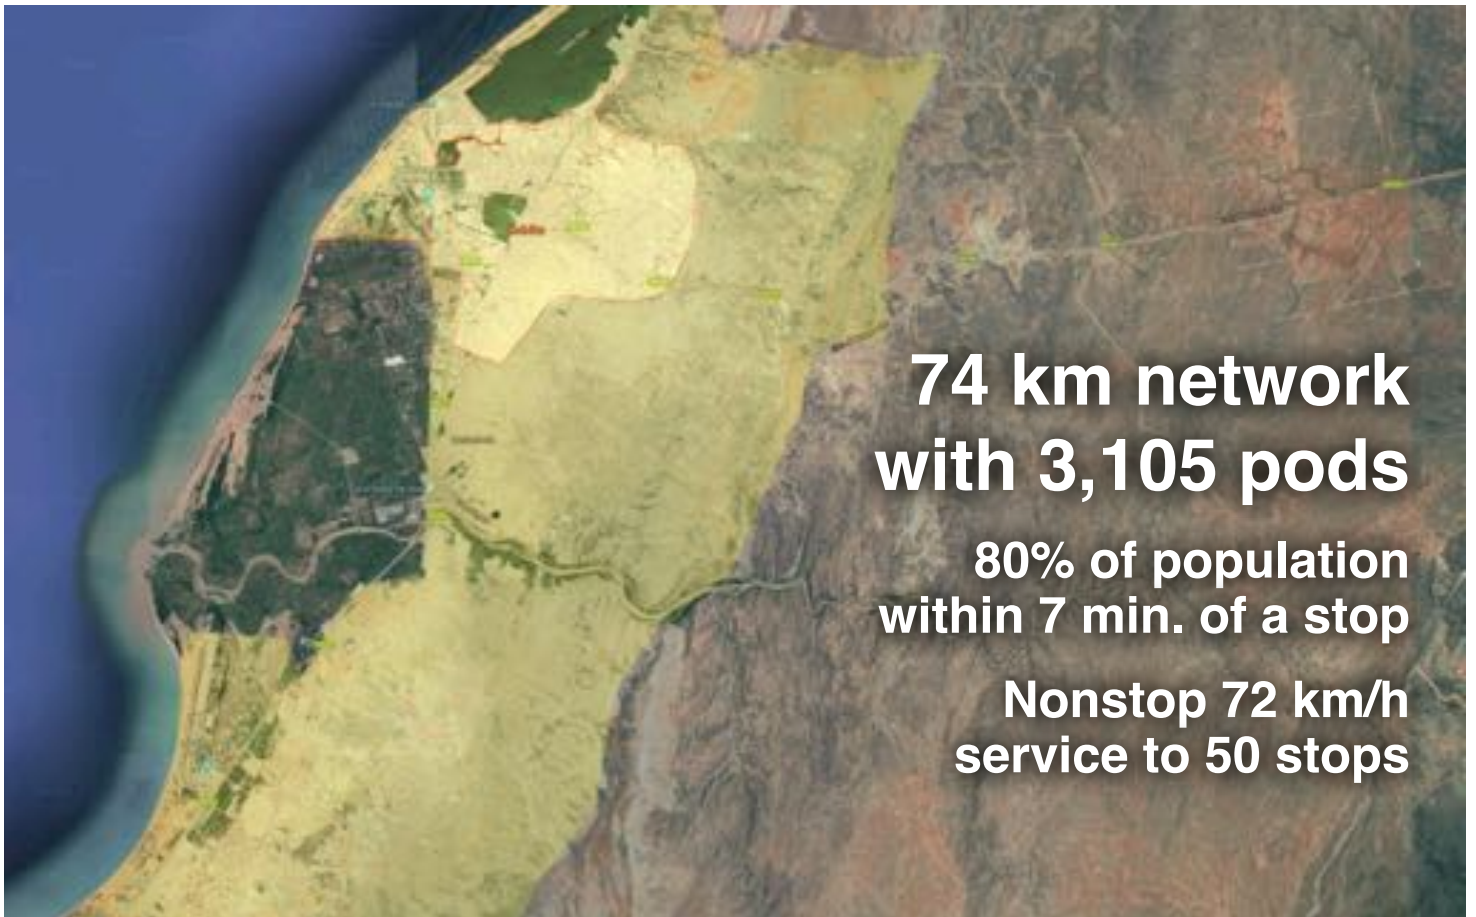 74 km network
with 3,105 pods
80% of population
within 7 min. of a stop
Nonstop 72 km/h
service to 50 stops